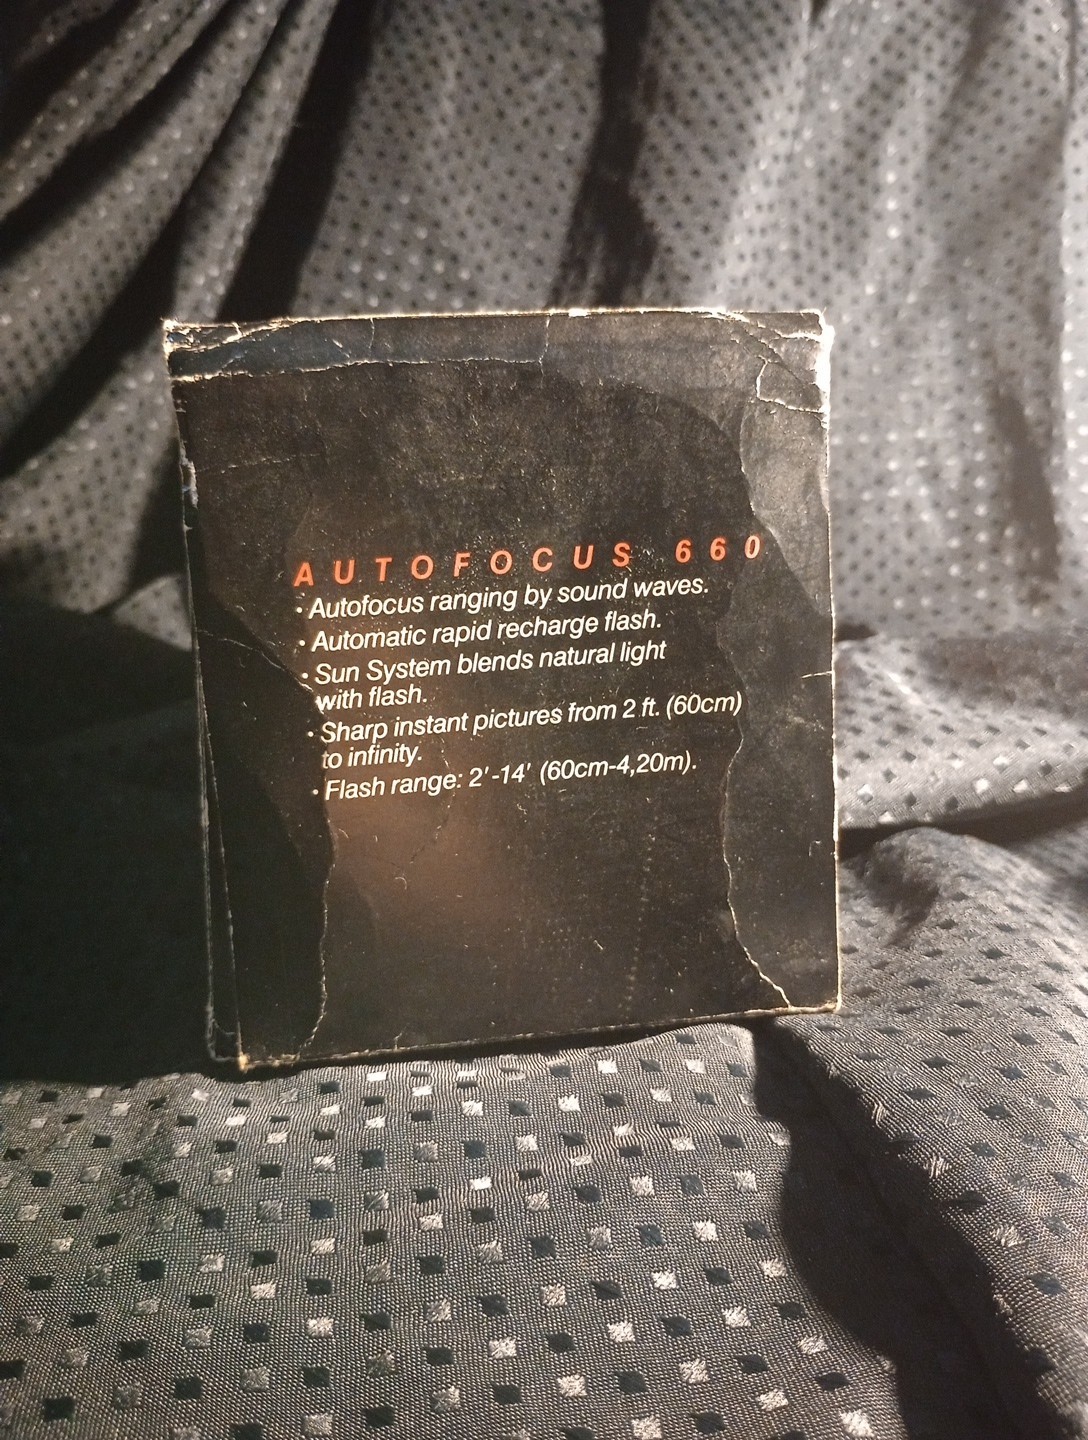 AUTOFOCUS 660
· Autofocus ranging by sound waves.
· Automatic rapid recharge flash.
· Sun System blends natural light
with flash.
· Sharp instant pictures from 2 ft. (60cm)
to infinity.
· Flash range: 2'-14' (60cm-4,20m).